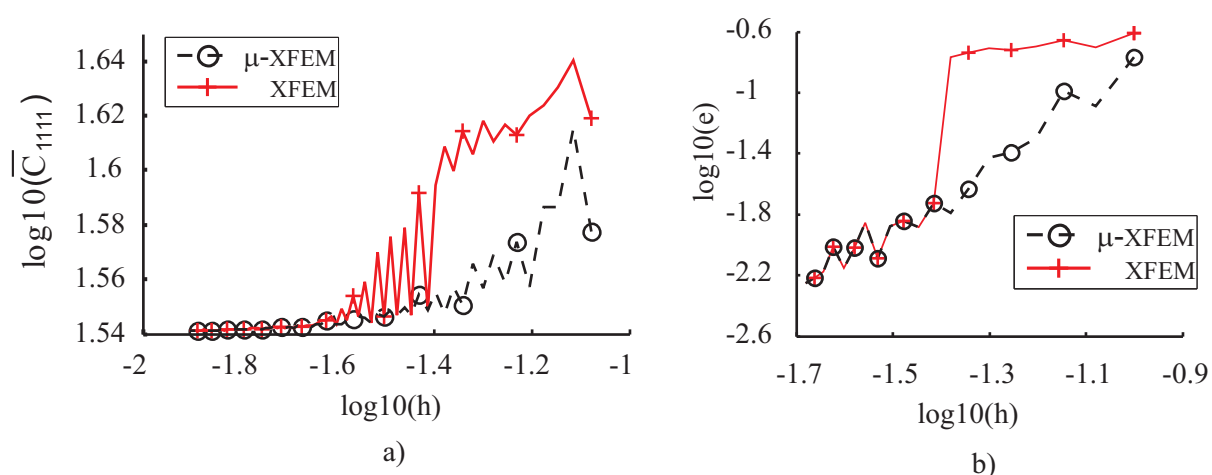 μ-XFEM
XFEM
log10(C̅1111)
1.64
1.62
1.6
1.58
1.56
1.54
-2
-1.8
-1.6
-1.4
-1.2
-1
log10(h)
a)
log10(e)
-0.6
-1
-1.4
-1.8
-2.2
-2.6
μ-XFEM
XFEM
-1.7
-1.5
-1.3
-1.1
-0.9
log10(h)
b)